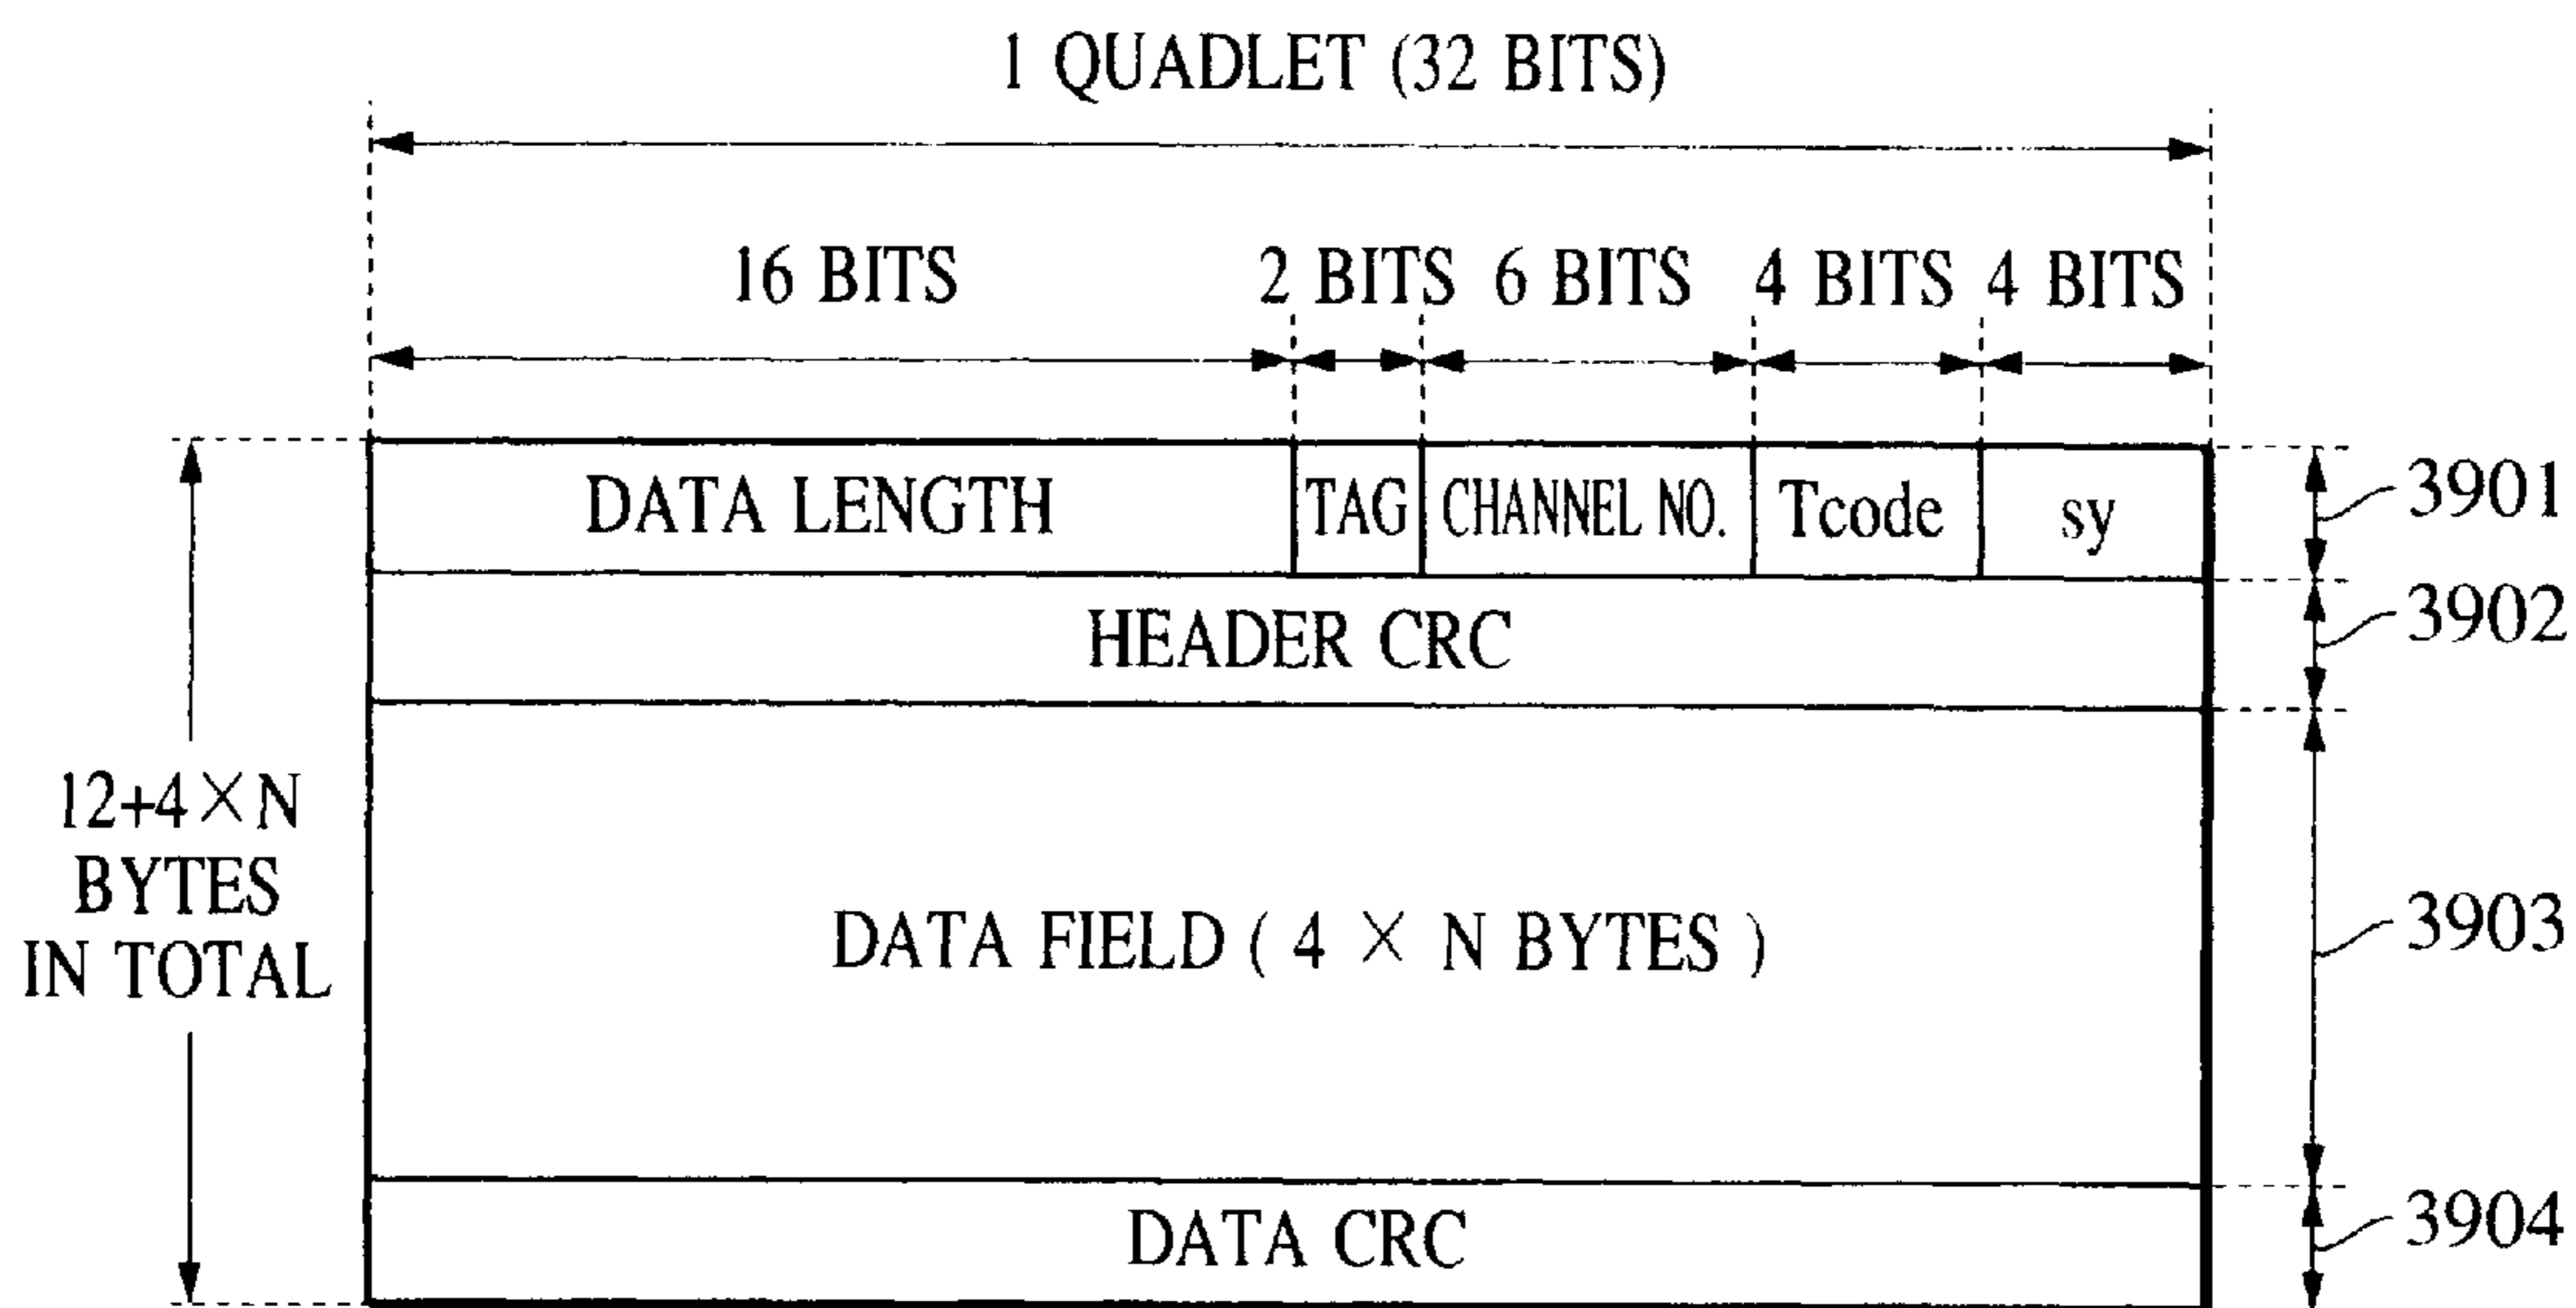 1 QUADLET (32 BITS)
16 BITS
2 BITS
6 BITS
4 BITS
4 BITS
DATA LENGTH
TAG
CHANNEL NO.
Tcode
sy
3901
HEADER CRC
3902
12+4×N
BYTES
IN TOTAL
DATA FIELD ( 4 × N BYTES )
3903
DATA CRC
3904